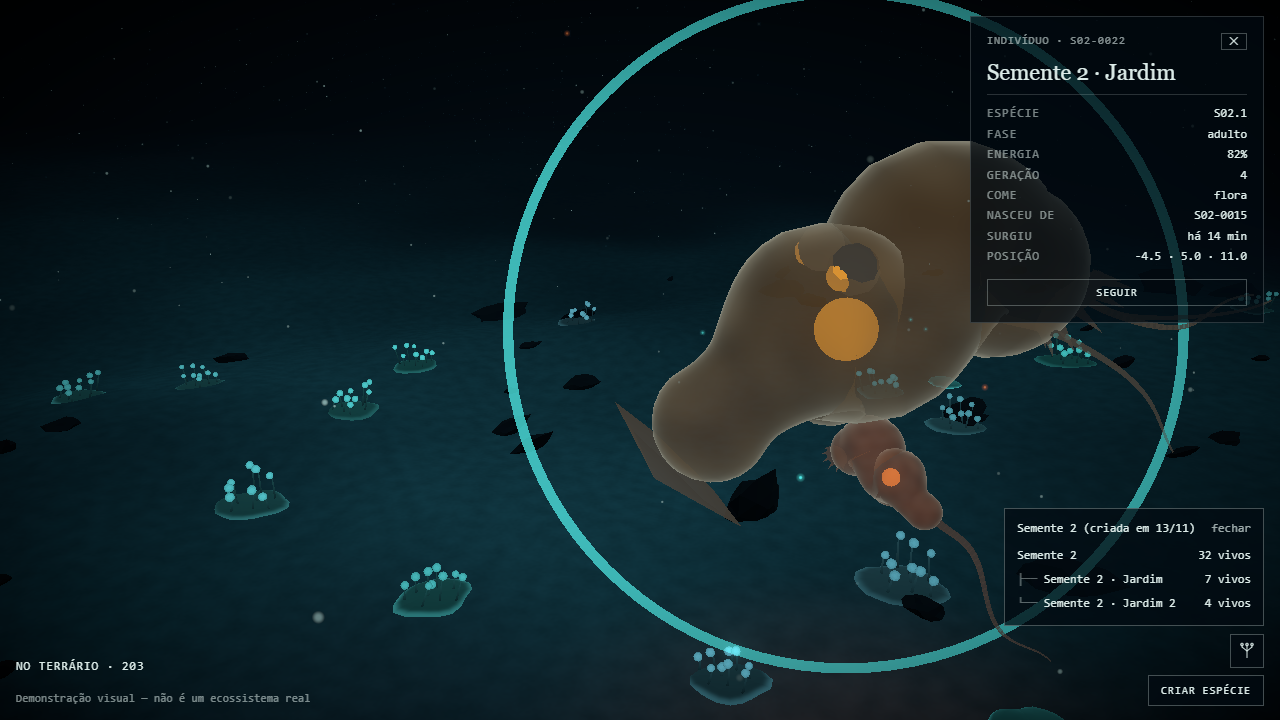 INDIVÍDUO · S02-0022
Semente 2 · Jardim
ESPÉCIE S02.1
FASE adulto
ENERGIA 82%
GERAÇÃO 4
COME flora
NASCEU DE S02-0015
SURGIU há 14 min
POSIÇÃO -4.5 · 5.0 · 11.0
SEGUIR
Semente 2 (criada em 13/11) fechar
Semente 2 32 vivos
Semente 2 · Jardim 7 vivos
Semente 2 · Jardim 2 4 vivos
NO TERRÁRIO · 203
Demonstração visual — não é um ecossistema real
CRIAR ESPÉCIE